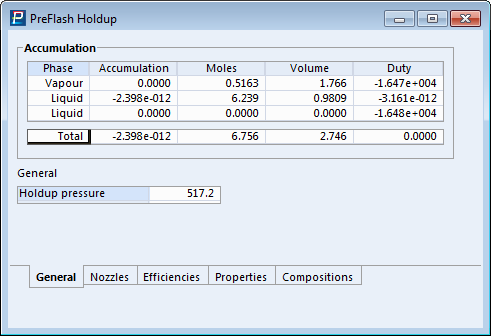 PreFlash Holdup
Accumulation
Phase Accumulation Moles Volume Duty
Vapour 0.0000 0.5163 1.766 -1.647e+004
Liquid -2.398e-012 6.239 0.9809 -3.161e-012
Liquid 0.0000 0.0000 0.0000 -1.648e+004
Total -2.398e-012 6.756 2.746 0.0000
General
Holdup pressure 517.2
General Nozzles Efficiencies Properties Compositions